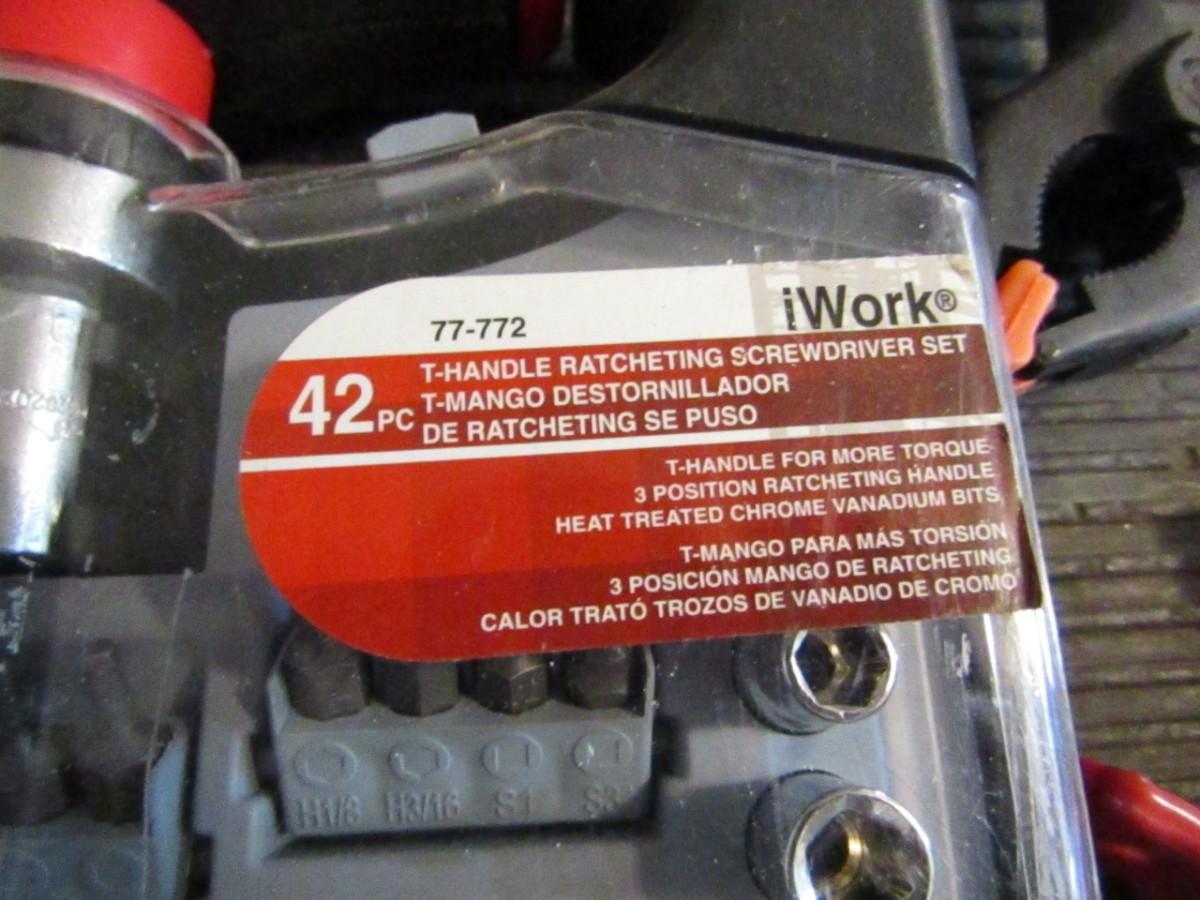 iWork®
77-772
42PC
T-HANDLE RATCHETING SCREWDRIVER SET
T-MANGO DESTORNILLADOR
DE RATCHETING SE PUSO
T-HANDLE FOR MORE TORQUE
3 POSITION RATCHETING HANDLE
HEAT TREATED CHROME VANADIUM BITS
T-MANGO PARA MÁS TORSIÓN
3 POSICIÓN MANGO DE RATCHETING
CALOR TRATÓ TROZOS DE VANADIO DE CROMO
H1/8 H3/16 S1